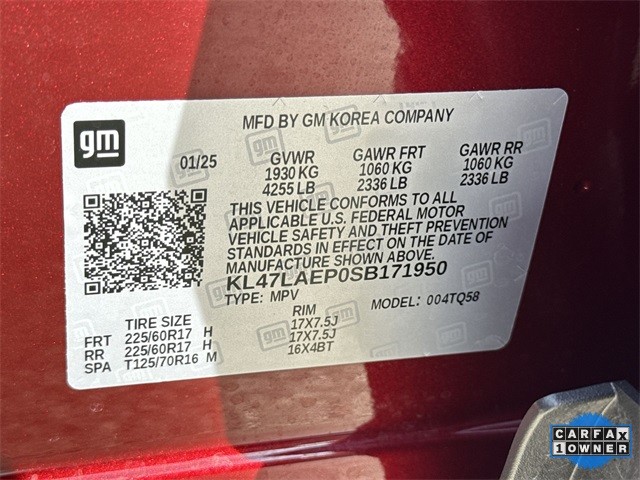 gm
MFD BY GM KOREA COMPANY
01/25 GVWR GAWR FRT GAWR RR
1930 KG 1060 KG 1060 KG
4255 LB 2336 LB 2336 LB
THIS VEHICLE CONFORMS TO ALL
APPLICABLE U.S. FEDERAL MOTOR
VEHICLE SAFETY AND THEFT PREVENTION
STANDARDS IN EFFECT ON THE DATE OF
MANUFACTURE SHOWN ABOVE.
KL47LAEP0SB171950
TYPE: MPV MODEL: 004TQ58
TIRE SIZE RIM
FRT 225/60R17 H 17X7.5J
RR 225/60R17 H 17X7.5J
SPA T125/70R16 M 16X4BT
CARFAX
1 OWNER